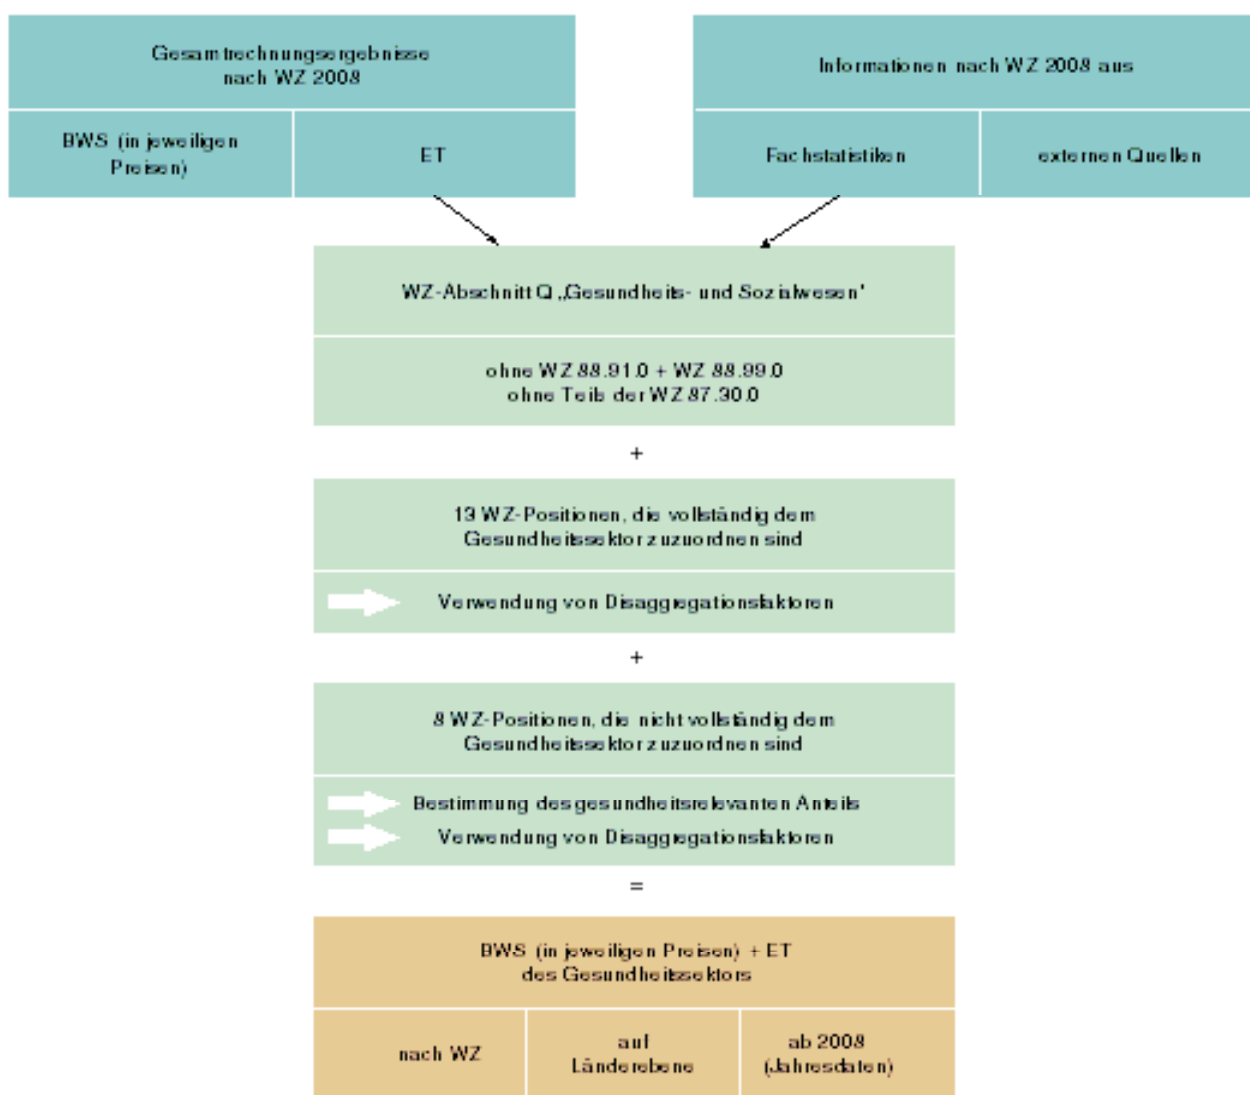 Gesamtrechnungsergebnisse
nach WZ 2008
BWS (in jeweiligen
Preisen)
ET
Informationen nach WZ 2008 aus
Fachstatistiken
externen Quellen
WZ-Abschnitt Q „Gesundheits- und Sozialwesen"
ohne WZ 88.91.0 + WZ 88.99.0
ohne Teile der WZ 87.30.0
+
13 WZ-Positionen, die vollständig dem
Gesundheitssektor zuzuordnen sind
Verwendung von Disaggregationsfaktoren
+
8 WZ-Positionen, die nicht vollständig dem
Gesundheitssektor zuzuordnen sind
Bestimmung des gesundheitsrelevanten Anteils
Verwendung von Disaggregationsfaktoren
=
BWS (in jeweiligen Preisen) + ET
des Gesundheitssektors
nach WZ
auf
Länderebene
ab 2008
(Jahresdaten)